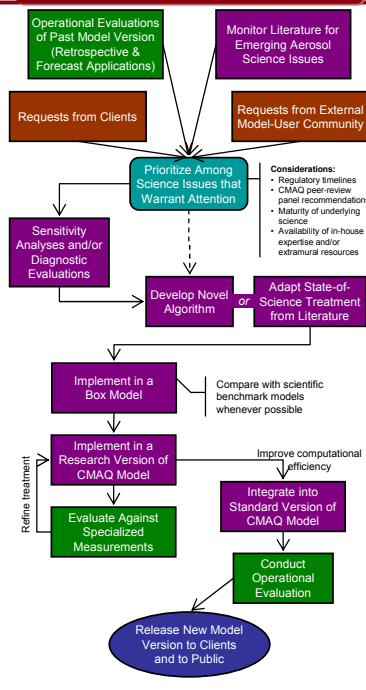 Operational Evaluations
of Past Model Version
(Retrospective &
Forecast Applications)
Monitor Literature for
Emerging Aerosol
Science Issues
Requests from Clients
Requests from External
Model-User Community
Prioritize Among
Science Issues that
Warrant Attention
Considerations:
• Regulatory timelines
• CMAQ peer-review
panel recommendation
• Maturity of underlying
science
• Availability of in-house
expertise and/or
extramural resources
Sensitivity
Analyses and/or
Diagnostic
Evaluations
Develop Novel
Algorithm
or
Adapt State-of-
Science Treatment
from Literature
Implement in a
Box Model
Compare with scientific
benchmark models
whenever possible
Implement in a
Research Version of
CMAQ Model
Improve computational
efficiency
Refine treatment
Evaluate Against
Specialized
Measurements
Integrate into
Standard Version of
CMAQ Model
Conduct
Operational
Evaluation
Release New Model
Version to Clients
and to Public